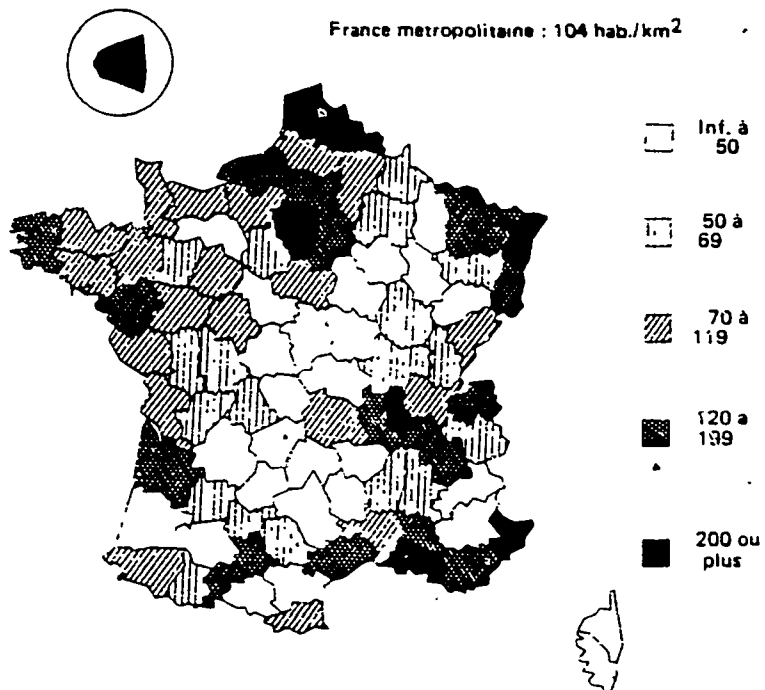 France metropolitaine : 104 hab./km2
Inf. à
50
50 à
69
70 à
119
120 a
199
200 ou
plus